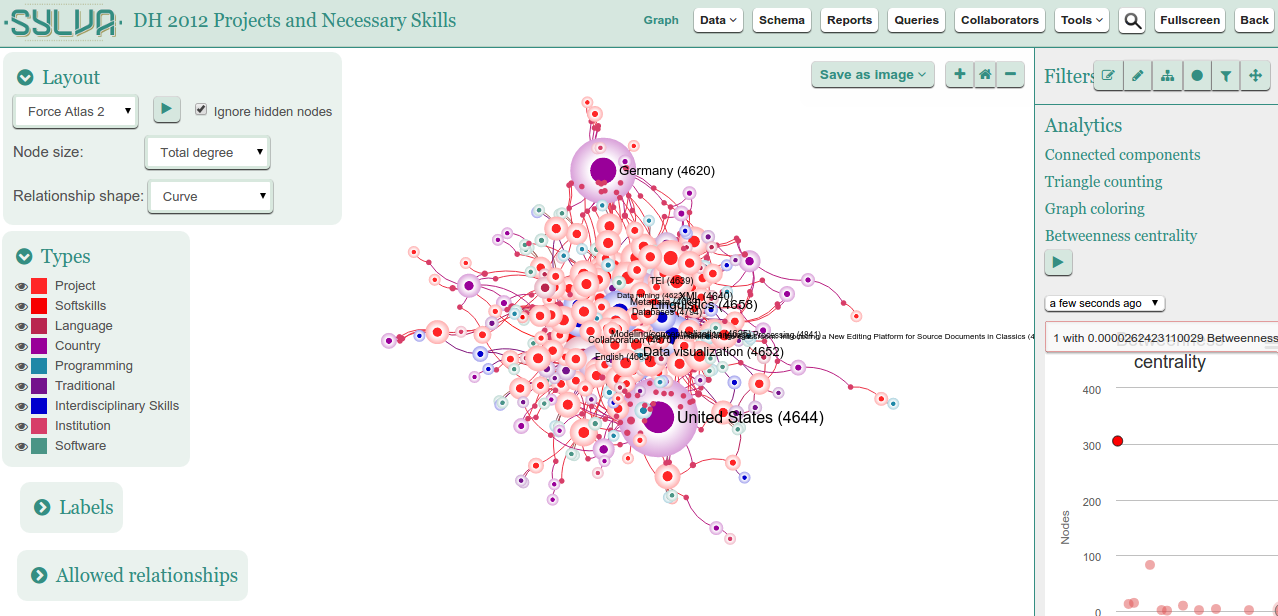 SYLVA DH 2012 Projects and Necessary Skills Graph Data Schema Reports Queries Collaborators Tools Fullscreen Back
Layout
Force Atlas 2 Ignore hidden nodes
Node size: Total degree
Relationship shape: Curve
Types
Project
Softskills
Language
Country
Programming
Traditional
Interdisciplinary Skills
Institution
Software
Labels
Allowed relationships
Save as image
Germany (4620)
TEI (4639)
XML (4640)
Linguistics (4658)
Databases (4794)
English (4685)
Data visualization (4652)
United States (4644)
Filters
Analytics
Connected components
Triangle counting
Graph coloring
Betweenness centrality
a few seconds ago
1 with 0.0000262423110029 Betweenness
centrality
400
300
200
100
0
Nodes